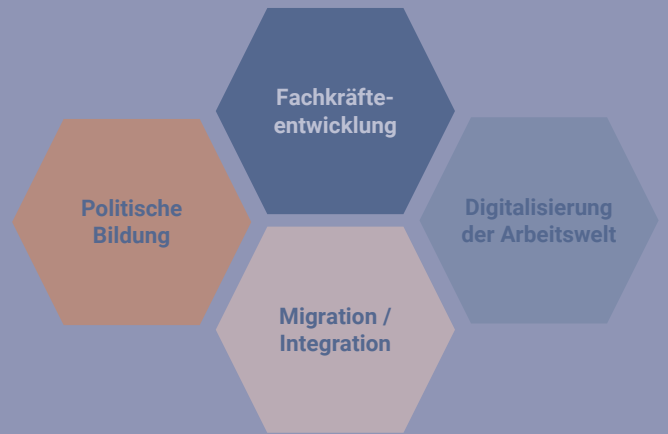 Fachkräfte-
entwicklung
Politische
Bildung
Digitalisierung
der Arbeitswelt
Migration /
Integration